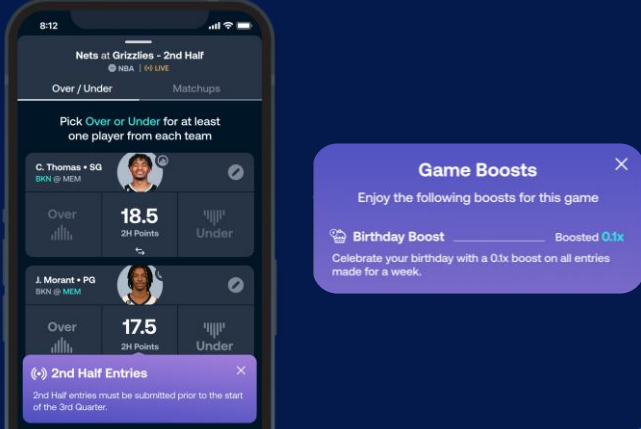 8:12
Nets at Grizzlies - 2nd Half
NBA | LIVE
Over / Under
Matchups
Pick Over or Under for at least
one player from each team
C. Thomas • SG
BKN @ MEM
Over
18.5
2H Points
Under
J. Morant • PG
BKN @ MEM
Over
17.5
2H Points
Under
2nd Half Entries
2nd Half entries must be submitted prior to the start
of the 3rd Quarter.
Game Boosts
Enjoy the following boosts for this game
Birthday Boost Boosted 0.1x
Celebrate your birthday with a 0.1x boost on all entries
made for a week.